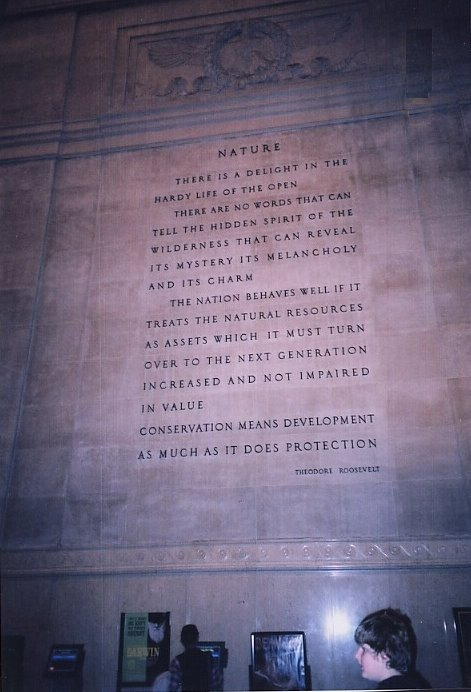 NATURE
THERE IS A DELIGHT IN THE
HARDY LIFE OF THE OPEN
THERE ARE NO WORDS THAT CAN
TELL THE HIDDEN SPIRIT OF THE
WILDERNESS THAT CAN REVEAL
ITS MYSTERY ITS MELANCHOLY
AND ITS CHARM
THE NATION BEHAVES WELL IF IT
TREATS THE NATURAL RESOURCES
AS ASSETS WHICH IT MUST TURN
OVER TO THE NEXT GENERATION
INCREASED AND NOT IMPAIRED
IN VALUE
CONSERVATION MEANS DEVELOPMENT
AS MUCH AS IT DOES PROTECTION
THEODORE ROOSEVELT
DARWIN